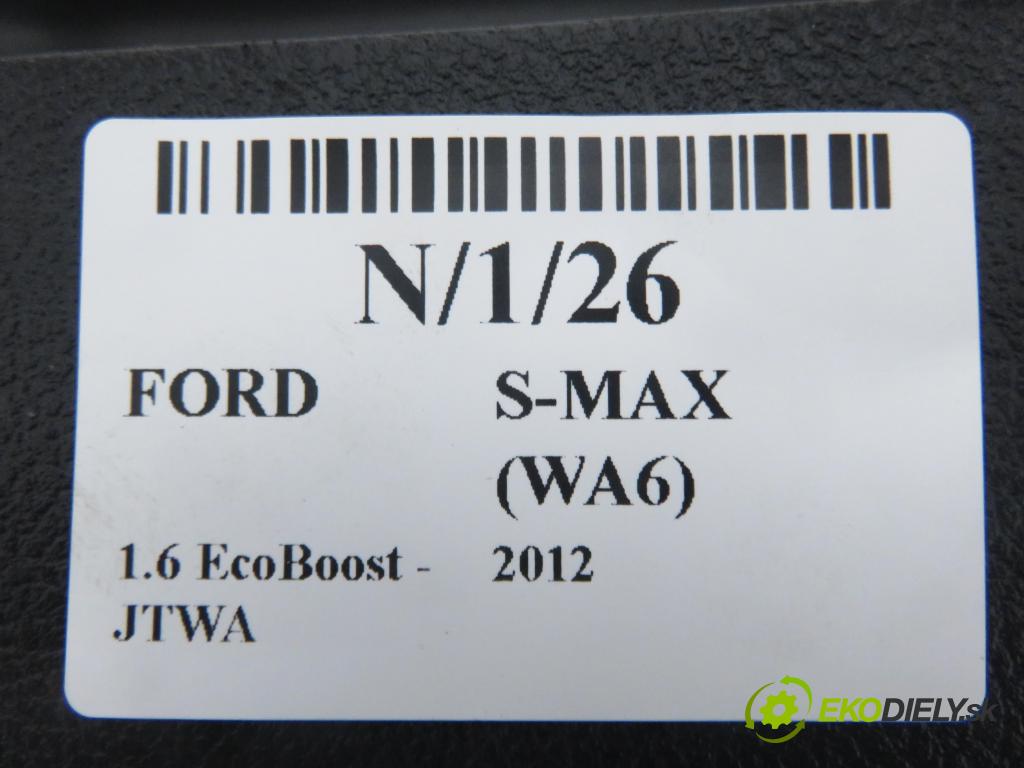 N/1/26
FORD S-MAX
(WA6)
1.6 EcoBoost - 2012
JTWA
EKODIELY.sk